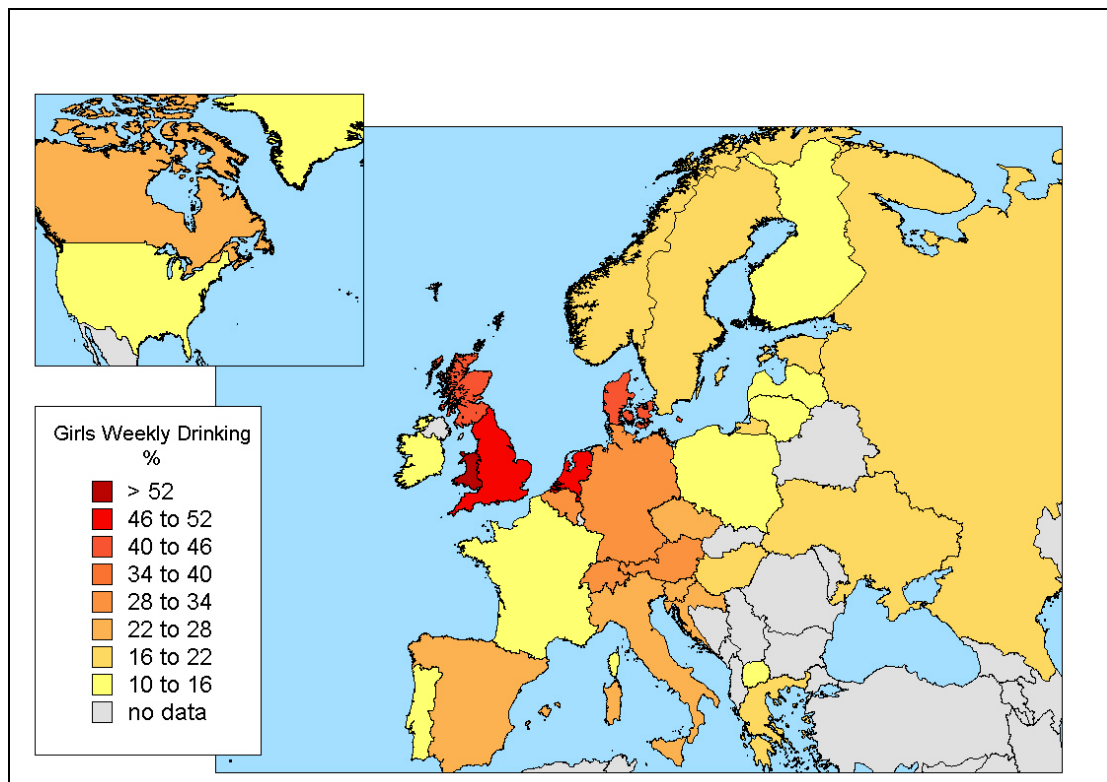 Girls Weekly Drinking
%
> 52
46 to 52
40 to 46
34 to 40
28 to 34
22 to 28
16 to 22
10 to 16
no data